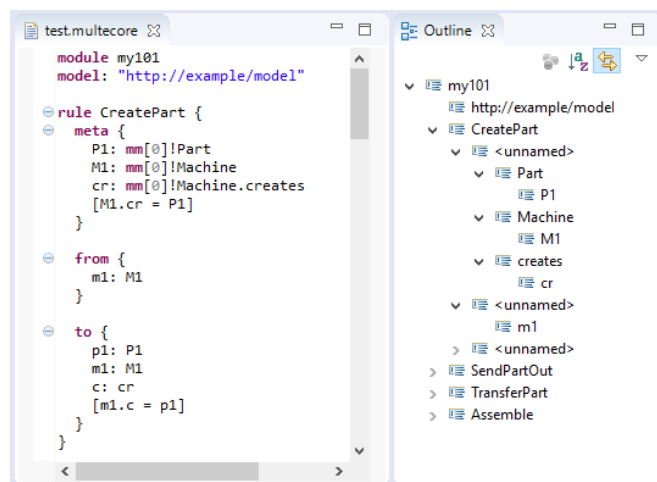 test.multecore
module my101
model: "http://example/model"
rule CreatePart {
meta {
P1: mm[0]!Part
M1: mm[0]!Machine
cr: mm[0]!Machine.creates
[M1.cr = P1]
}
from {
m1: M1
}
to {
p1: P1
m1: M1
c: cr
[m1.c = p1]
}
}
Outline
a
z
my101
http://example/model
CreatePart
<unnamed>
Part
P1
Machine
M1
creates
cr
<unnamed>
m1
<unnamed>
SendPartOut
TransferPart
Assemble